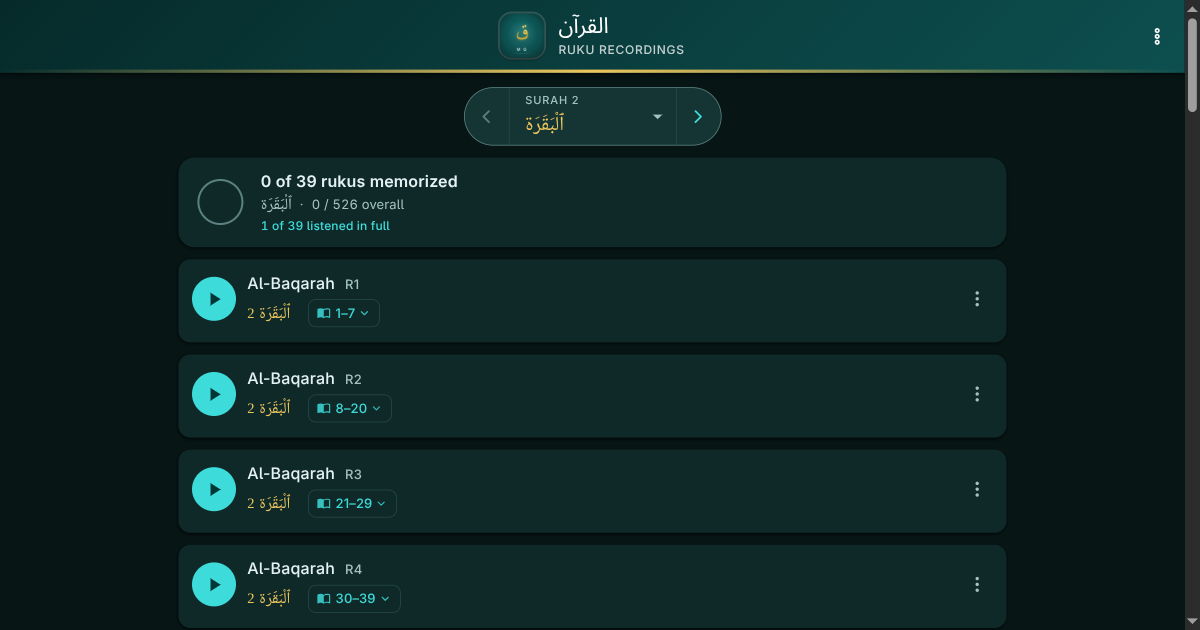 ق
القرآن
RUKU RECORDINGS
SURAH 2
ٱلْبَقَرَة
0 of 39 rukus memorized
ٱلْبَقَرَة · 0 / 526 overall
1 of 39 listened in full
Al-Baqarah R1
2 ٱلْبَقَرَة 1–7
Al-Baqarah R2
2 ٱلْبَقَرَة 8–20
Al-Baqarah R3
2 ٱلْبَقَرَة 21–29
Al-Baqarah R4
2 ٱلْبَقَرَة 30–39